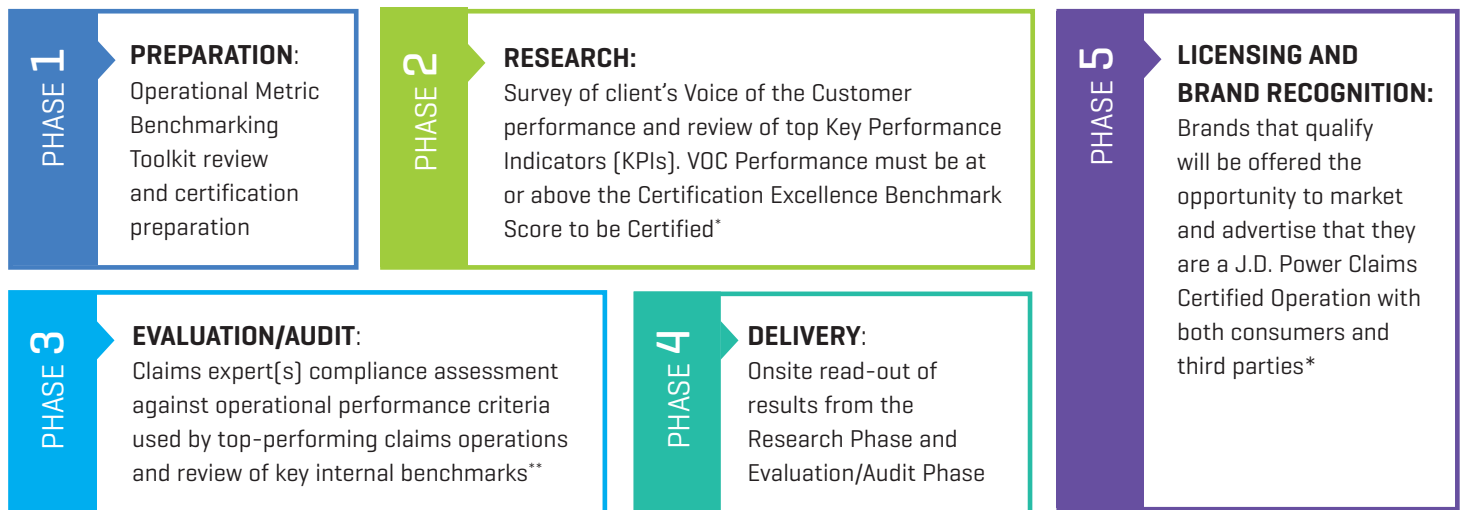 PHASE 1
PREPARATION:
Operational Metric
Benchmarking
Toolkit review
and certification
preparation
PHASE 2
RESEARCH:
Survey of client’s Voice of the Customer
performance and review of top Key Performance
Indicators (KPIs). VOC Performance must be at
or above the Certification Excellence Benchmark
Score to be Certified*
PHASE 3
EVALUATION/AUDIT:
Claims expert(s) compliance assessment
against operational performance criteria
used by top-performing claims operations
and review of key internal benchmarks**
PHASE 4
DELIVERY:
Onsite read-out of
results from the
Research Phase and
Evaluation/Audit Phase
PHASE 5
LICENSING AND
BRAND RECOGNITION:
Brands that qualify
will be offered the
opportunity to market
and advertise that they
are a J.D. Power Claims
Certified Operation with
both consumers and
third parties*